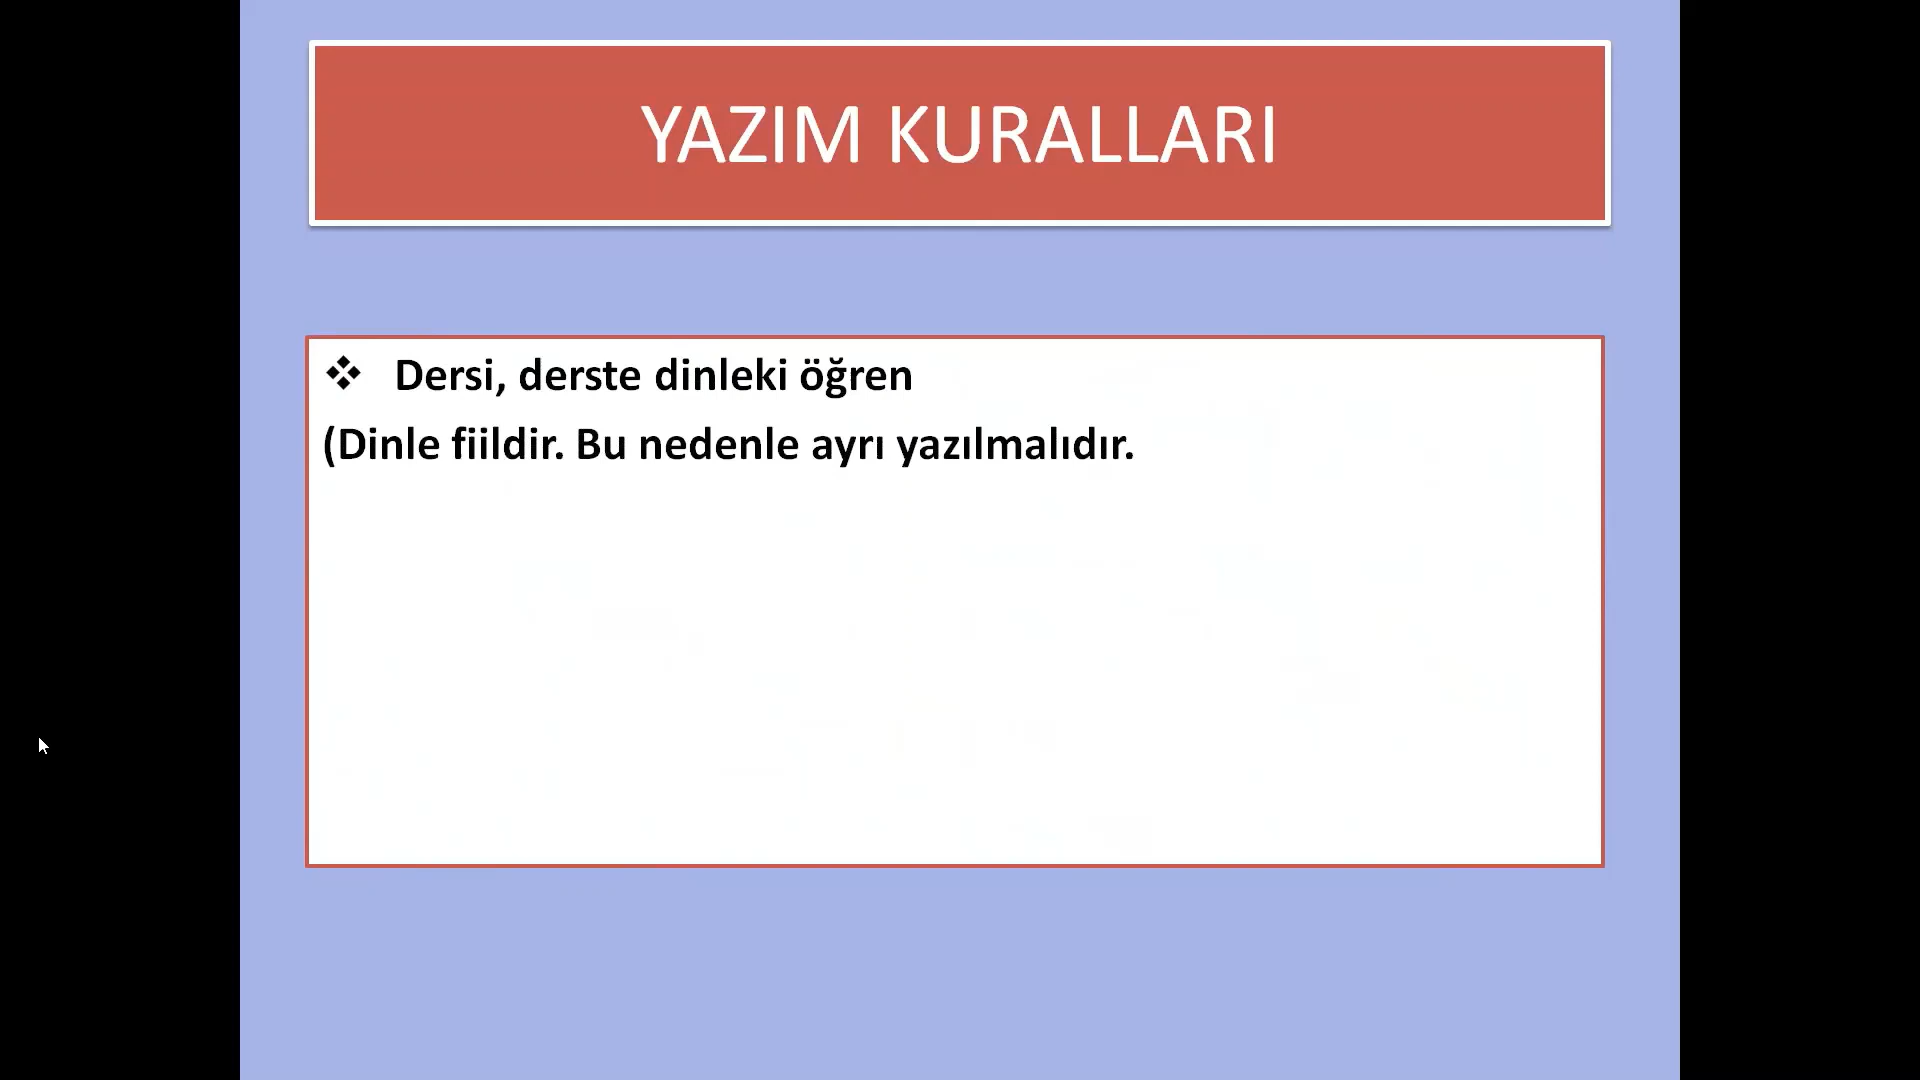 YAZIM KURALLARI
❖ Dersi, derste dinleki öğren
(Dinle fiildir. Bu nedenle ayrı yazılmalıdır.